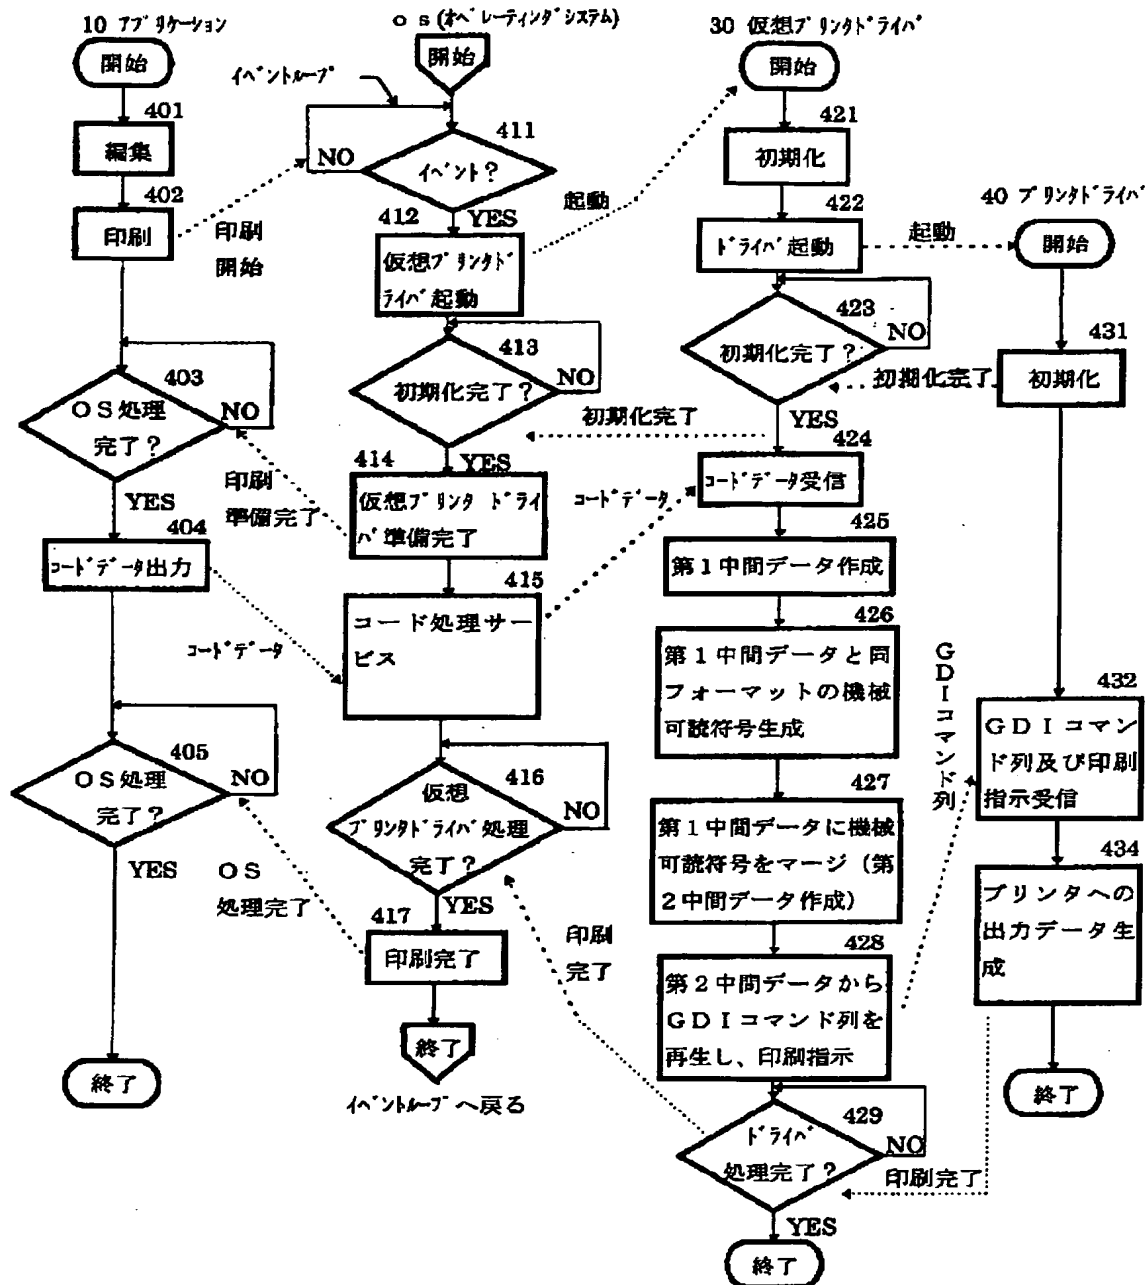 10 アプリケーション
開始
401
編集
402
印刷
印刷
開始
403
OS処理
完了？
NO
YES
印刷
準備完了
404
コードデータ出力
コードデータ
405
OS処理
完了？
NO
YES
OS
処理完了
終了
OS(オペレーティングシステム)
開始
イベントループ
411
イベント？
NO
YES
412
仮想プリンタド
ライバ起動
起動
413
初期化完了？
NO
YES
初期化完了
414
仮想プリンタ ドライ
バ準備完了
415
コード処理サー
ビス
コードデータ
416
仮想
プリンタドライバ処理
完了？
NO
YES
417
印刷完了
印刷
完了
終了
イベントループへ戻る
30 仮想プリンタドライバ
開始
421
初期化
422
ドライバ起動
起動
423
初期化完了？
NO
YES
初期化完了
424
コードデータ受信
425
第1中間データ作成
426
第1中間データと同
フォーマットの機械
可読符号生成
427
第1中間データに機械
可読符号をマージ（第
2中間データ作成）
428
第2中間データから
GDIコマンド列を
再生し、印刷指示
GDIコマンド列
429
ドライバ
処理完了？
NO
YES
印刷完了
終了
40 プリンタドライバ
開始
431
初期化
432
GDIコマン
ド列及び印刷
指示受信
434
プリンタへの
出力データ生
成
終了